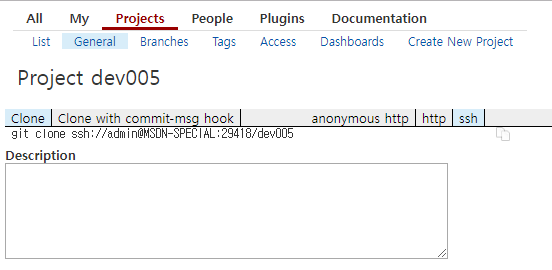 All My Projects People Plugins Documentation
List General Branches Tags Access Dashboards Create New Project
Project dev005
Clone Clone with commit-msg hook anonymous http http ssh
git clone ssh://admin@MSDN-SPECIAL:29418/dev005
Description